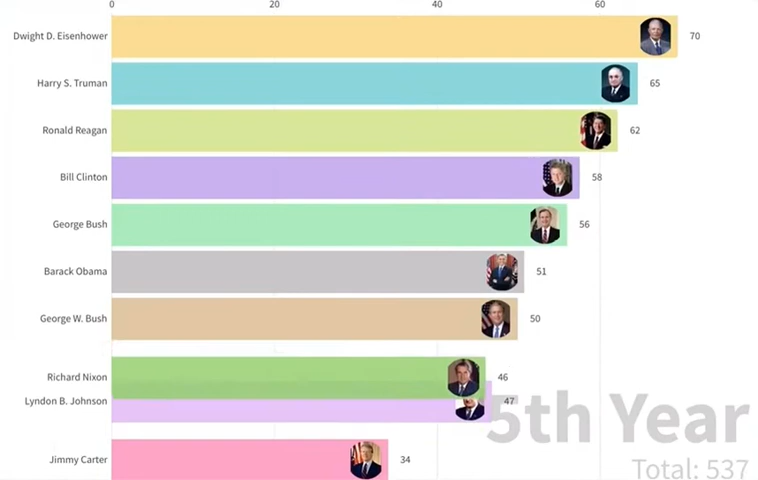 0 20 40 60
Dwight D. Eisenhower 70
Harry S. Truman 65
Ronald Reagan 62
Bill Clinton 58
George Bush 56
Barack Obama 51
George W. Bush 50
Richard Nixon 46
Lyndon B. Johnson 47
5th Year
Jimmy Carter 34
Total: 537